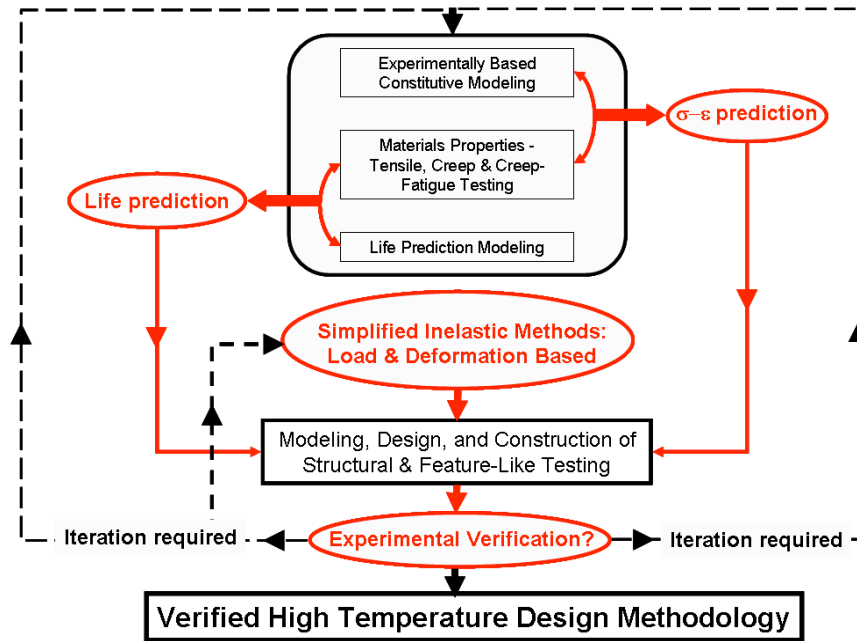 Experimentally Based
Constitutive Modeling
σ–ε prediction
Materials Properties -
Tensile, Creep & Creep-
Fatigue Testing
Life prediction
Life Prediction Modeling
Simplified Inelastic Methods:
Load & Deformation Based
Modeling, Design, and Construction of
Structural & Feature-Like Testing
Iteration required
Experimental Verification?
Iteration required
Verified High Temperature Design Methodology